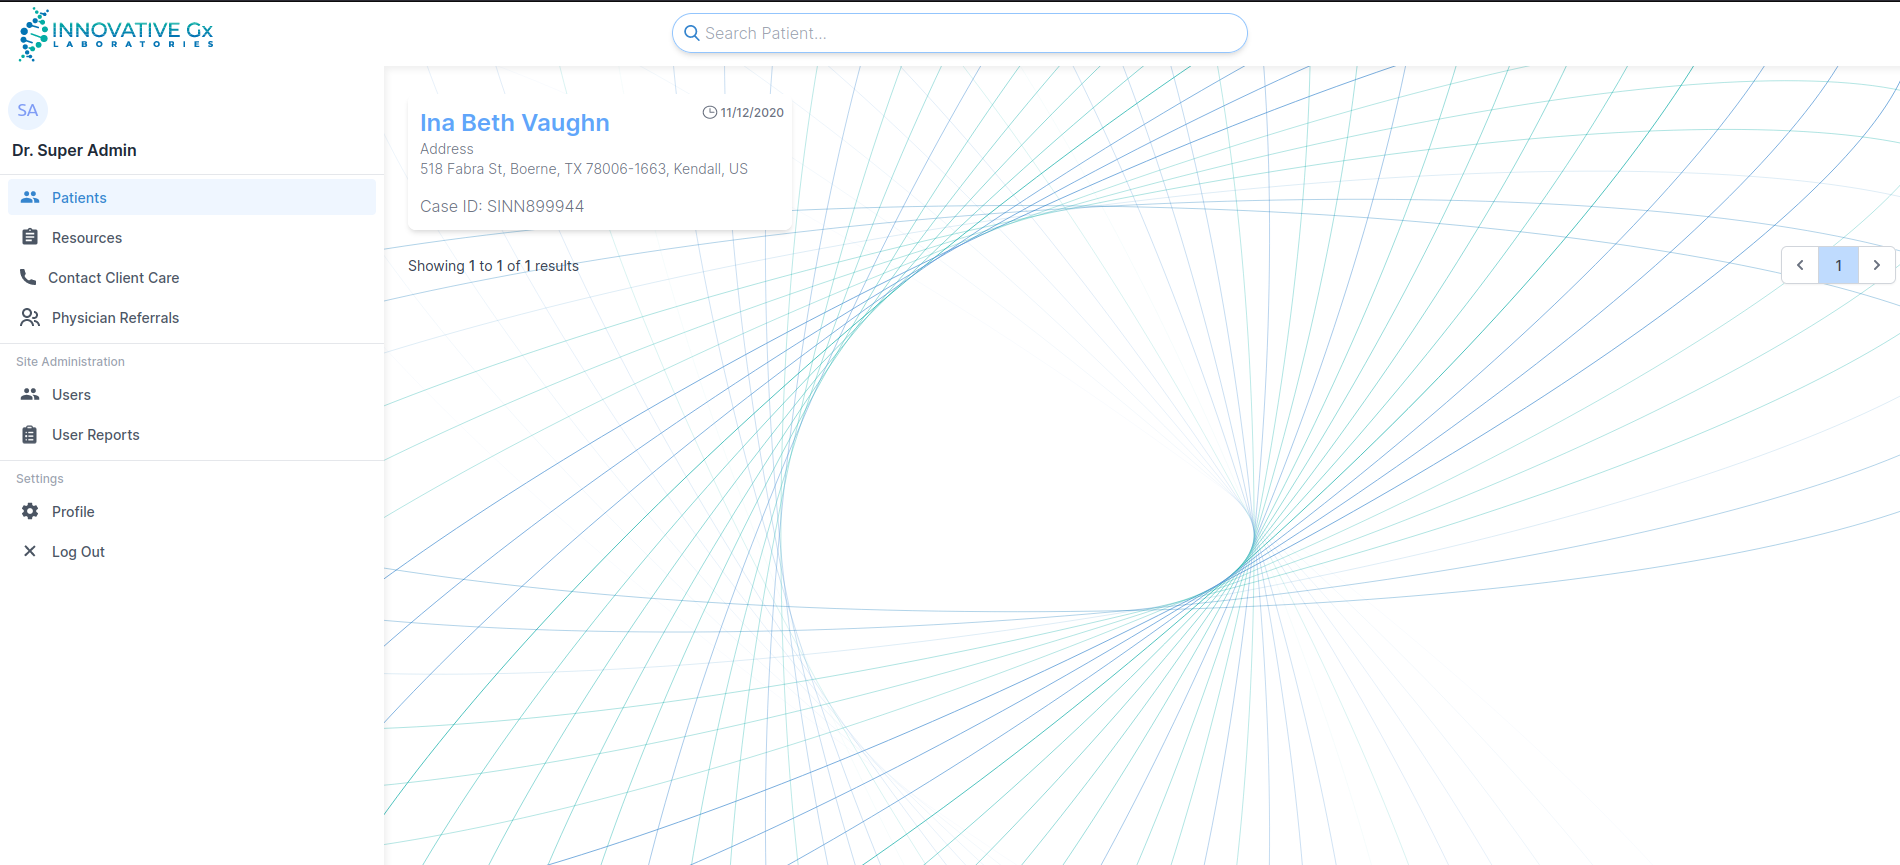 INNOVATIVE Gx
LABORATORIES
Search Patient...
SA
Dr. Super Admin
Patients
Resources
Contact Client Care
Physician Referrals
Site Administration
Users
User Reports
Settings
Profile
Log Out
Ina Beth Vaughn
11/12/2020
Address
518 Fabra St, Boerne, TX 78006-1663, Kendall, US
Case ID: SINN899944
Showing 1 to 1 of 1 results
1